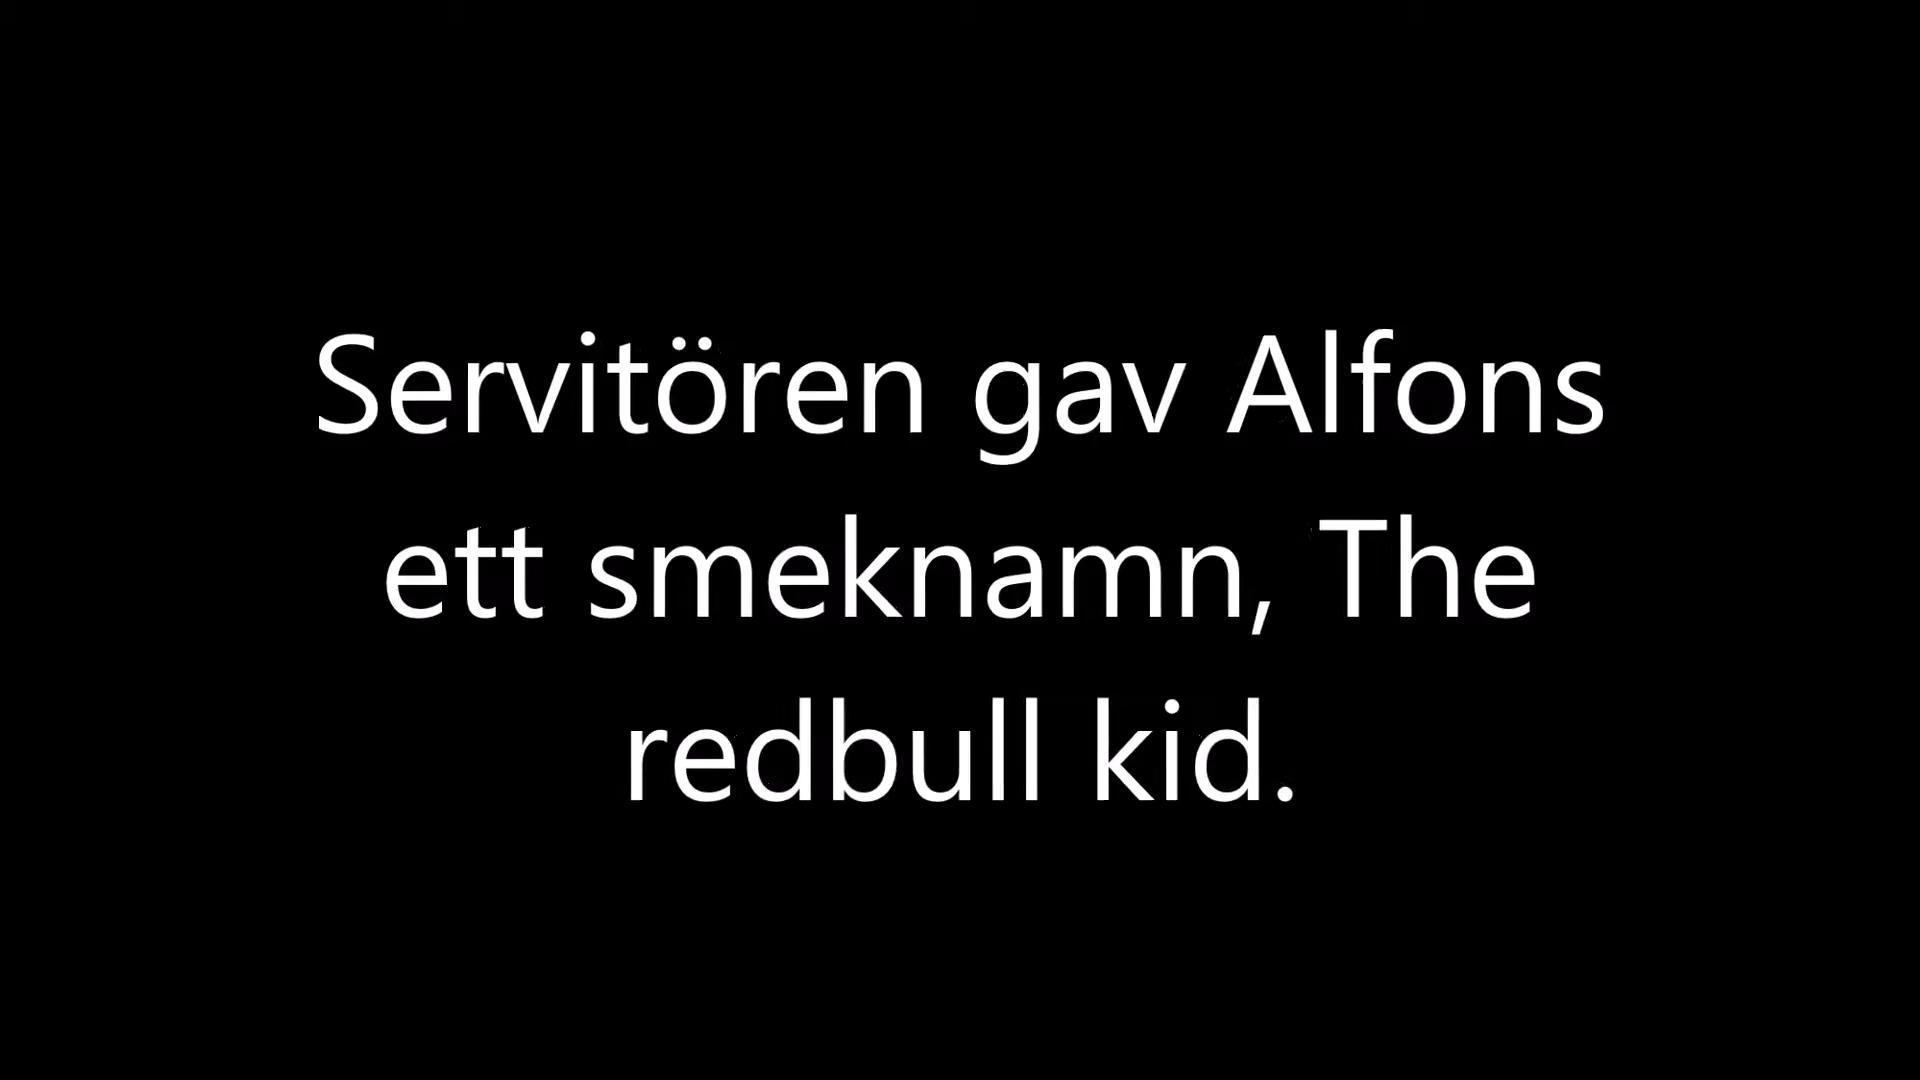 Servitören gav Alfons
ett smeknamn, The
redbull kid.